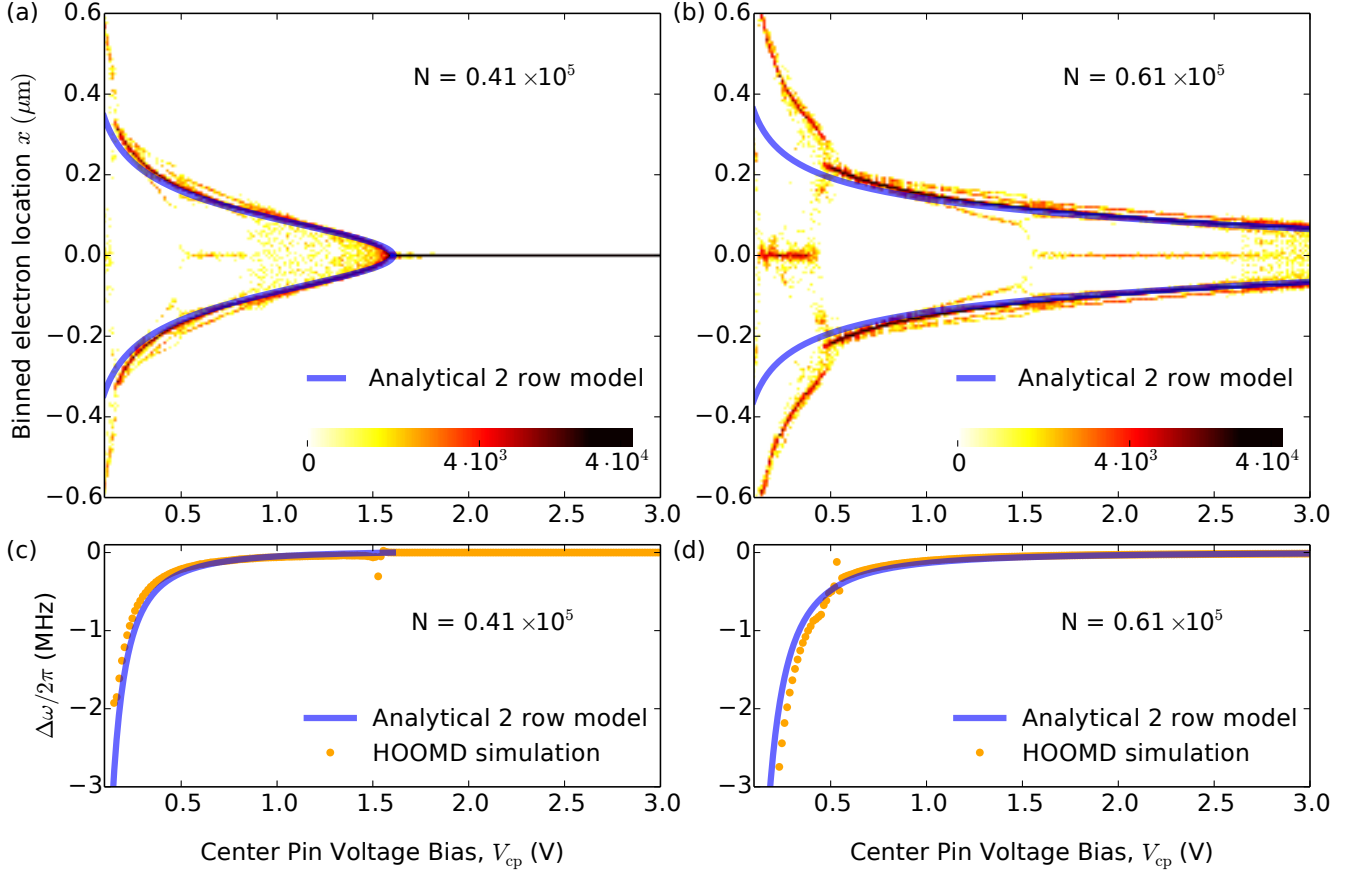 (a)
(b)
Binned electron location x (μm)
0.6
0.4
0.2
0.0
−0.2
−0.4
−0.6
N = 0.41 ×10⁵
Analytical 2 row model
0
4·10³
4·10⁴
0.5
1.0
1.5
2.0
2.5
3.0
0.6
0.4
0.2
0.0
−0.2
−0.4
−0.6
N = 0.61 ×10⁵
Analytical 2 row model
0
4·10³
4·10⁴
0.5
1.0
1.5
2.0
2.5
3.0
(c)
(d)
Δω/2π (MHz)
0
−1
−2
−3
N = 0.41 ×10⁵
Analytical 2 row model
HOOMD simulation
0.5
1.0
1.5
2.0
2.5
3.0
Center Pin Voltage Bias, V_cp (V)
0
−1
−2
−3
N = 0.61 ×10⁵
Analytical 2 row model
HOOMD simulation
0.5
1.0
1.5
2.0
2.5
3.0
Center Pin Voltage Bias, V_cp (V)